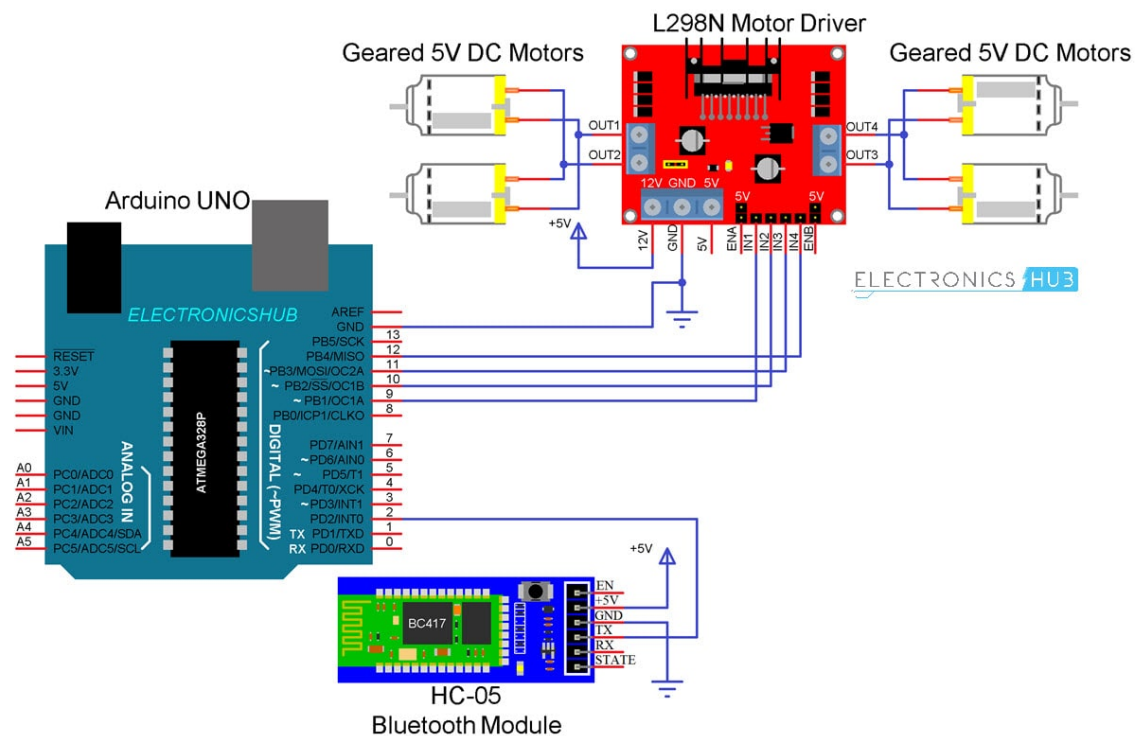 L298N Motor Driver
Geared 5V DC Motors
Geared 5V DC Motors
OUT1
OUT2
OUT4
OUT3
12V GND 5V
5V
5V
+5V
12V
GND
5V
ENA
IN1
IN2
IN3
IN4
ENB
ELECTRONICS HUB
Arduino UNO
ELECTRONICSHUB
AREF
GND
PB5/SCK 13
PB4/MISO 12
~PB3/MOSI/OC2A 11
~ PB2/SS/OC1B 10
~ PB1/OC1A 9
PB0/ICP1/CLKO 8
PD7/AIN1 7
~PD6/AIN0 6
~ PD5/T1 5
PD4/T0/XCK 4
~PD3/INT1 3
PD2/INT0 2
TX PD1/TXD 1
RX PD0/RXD 0
RESET
3.3V
5V
GND
GND
VIN
A0 PC0/ADC0
A1 PC1/ADC1
A2 PC2/ADC2
A3 PC3/ADC3
A4 PC4/ADC4/SDA
A5 PC5/ADC5/SCL
ANALOG IN
ATMEGA328P
DIGITAL (~PWM)
+5V
EN
+5V
GND
TX
RX
STATE
BC417
HC-05
Bluetooth Module